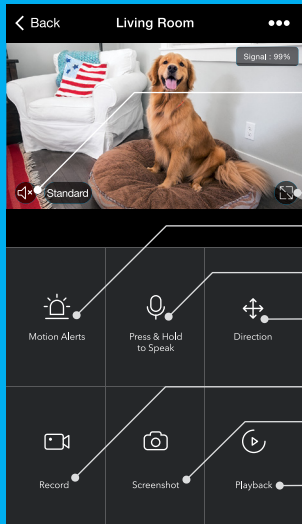 Back
Living Room
Signal : 99%
Standard
Motion Alerts
Press & Hold
to Speak
Direction
Record
Screenshot
Playback